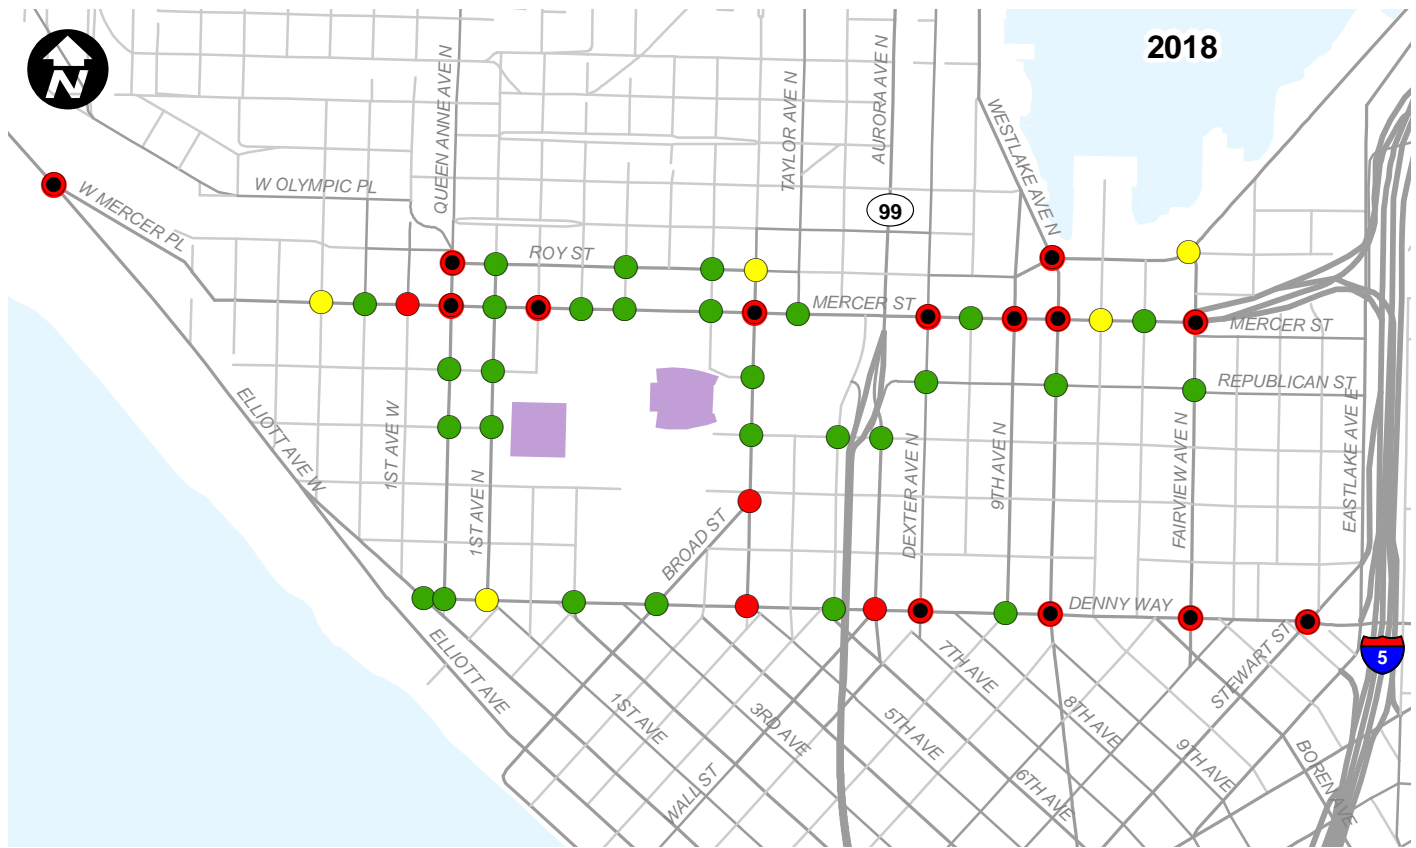 2018
N
QUEEN ANNE AVE N
TAYLOR AVE N
AURORA AVE N
WESTLAKE AVE N
W OLYMPIC PL
W MERCER PL
99
ROY ST
MERCER ST
MERCER ST
REPUBLICAN ST
ELLIOTT AVE W
1ST AVE W
1ST AVE N
BROAD ST
DEXTER AVE N
9TH AVE N
FAIRVIEW AVE N
EASTLAKE AVE E
DENNY WAY
STEWART ST
5
ELLIOTT AVE
1ST AVE
3RD AVE
WALL ST
5TH AVE
7TH AVE
6TH AVE
8TH AVE
9TH AVE
BOREN AVE